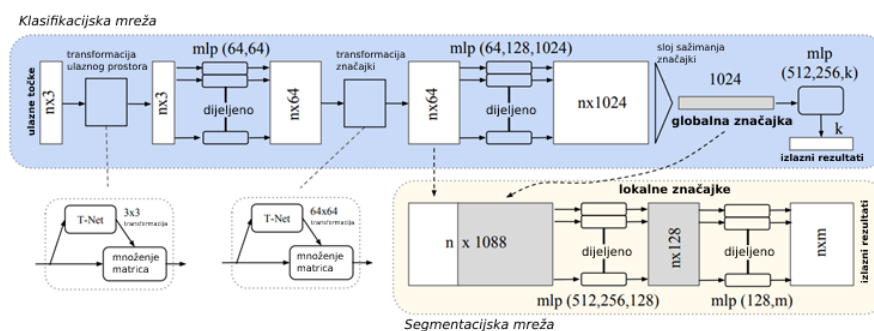 Klasifikacijska mreža
ulazne točke
nx3
transformacija
ulaznog prostora
nx3
mlp (64,64)
dijeljeno
nx64
transformacija
značajki
nx64
mlp (64,128,1024)
dijeljeno
nx1024
sloj sažimanja
značajki
1024
globalna značajka
mlp
(512,256,k)
k
izlazni rezultati
T-Net
3x3
transformacija
množenje
matrica
T-Net
64x64
transformacija
množenje
matrica
lokalne značajke
n x 1088
dijeljeno
mlp (512,256,128)
nx128
dijeljeno
mlp (128,m)
nxm
izlazni rezultati
Segmentacijska mreža